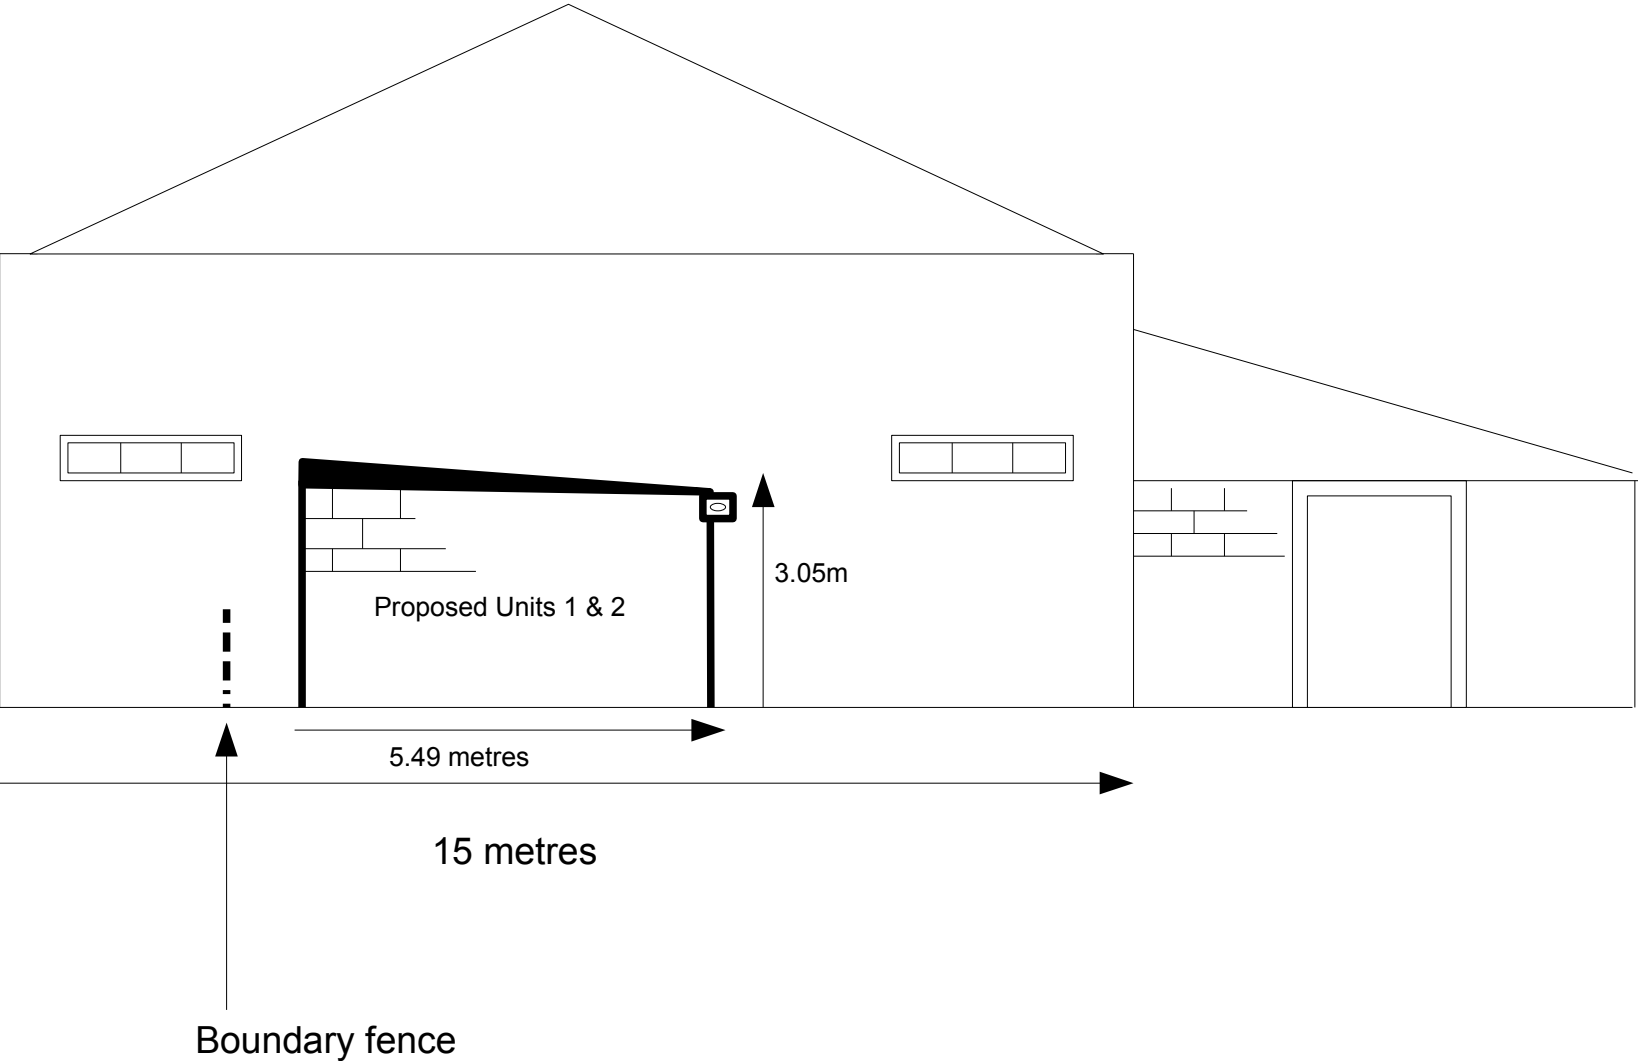 3.05m
Proposed Units 1 & 2
5.49 metres
15 metres
Boundary fence